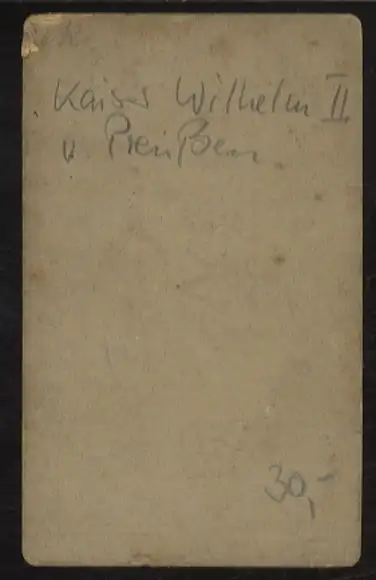 Kaiser Wilhelm II
v Preußen.
30,-